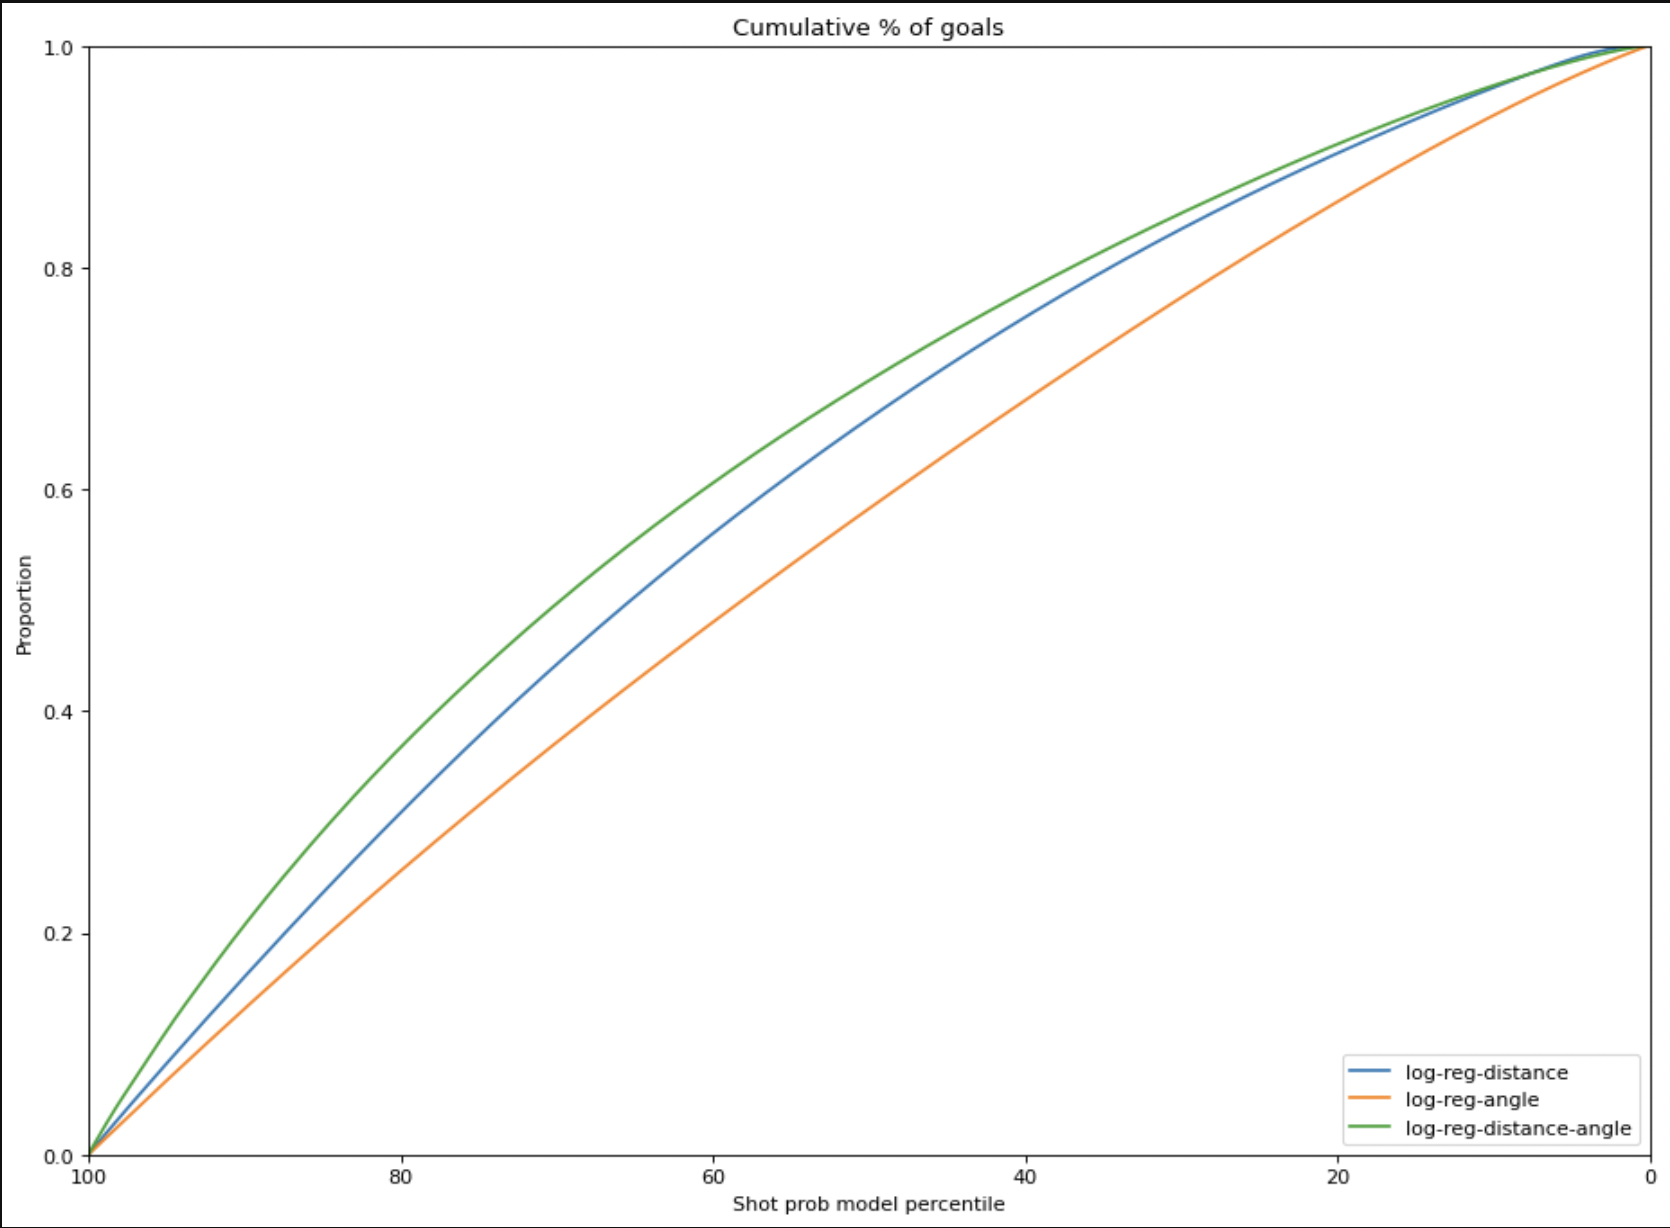 Cumulative % of goals
1.0
0.8
0.6
0.4
0.2
0.0
Proportion
100 80 60 40 20 0
Shot prob model percentile
log-reg-distance
log-reg-angle
log-reg-distance-angle